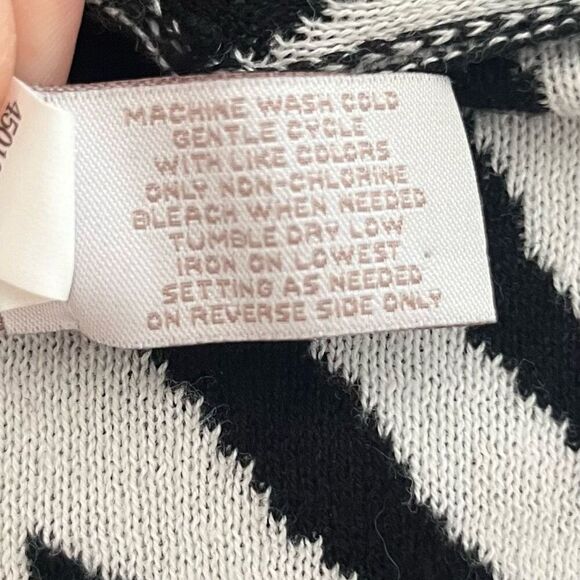 MACHINE WASH COLD
GENTLE CYCLE
WITH LIKE COLORS
ONLY NON-CHLORINE
BLEACH WHEN NEEDED
TUMBLE DRY LOW
IRON ON LOWEST
SETTING AS NEEDED
ON REVERSE SIDE ONLY